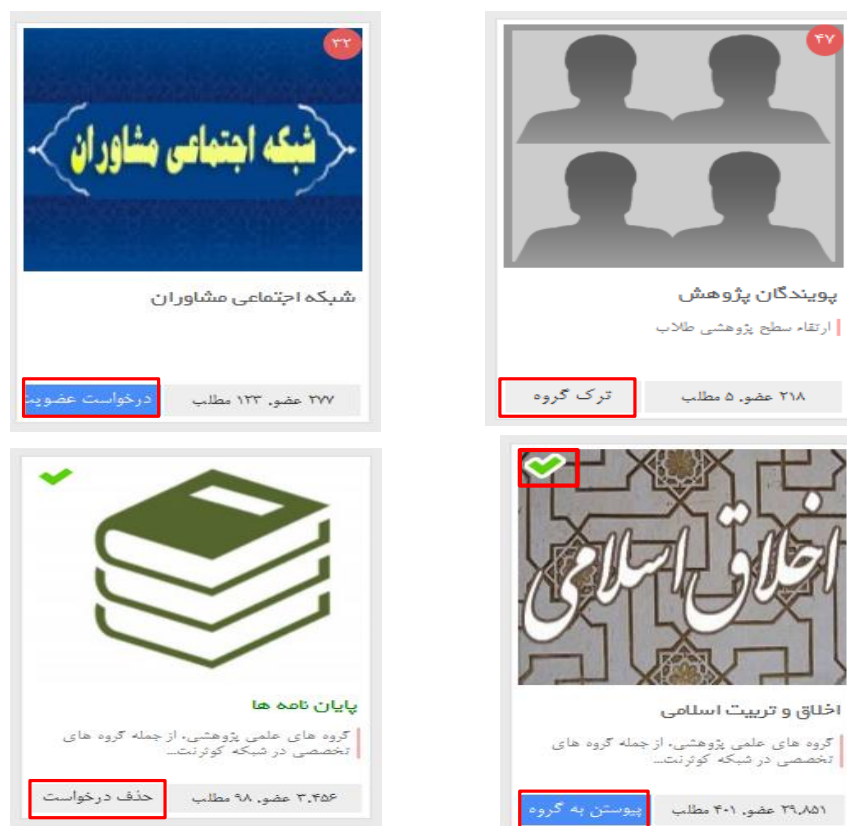 ۴۷
پویندگان پژوهش
ارتقاء سطح پژوهشی طلاب
۲۱۸ عضو. ۵ مطلب
ترک گروه
۳۲
شبکه اجتماعی مشاوران
شبکه اجتماعی مشاوران
۲۷۷ عضو. ۱۲۳ مطلب
درخواست عضویت
اخلاق اسلامی
اخلاق و تربیت اسلامی
گروه های علمی پژوهشی، از جمله گروه های
تخصصی در شبکه کوثرنت...
۲۹,۸۵۱ عضو. ۴۰۱ مطلب
پیوستن به گروه
پایان نامه ها
گروه های علمی پژوهشی، از جمله گروه های
تخصصی در شبکه کوثرنت...
۳,۴۵۶ عضو. ۹۸ مطلب
حذف درخواست